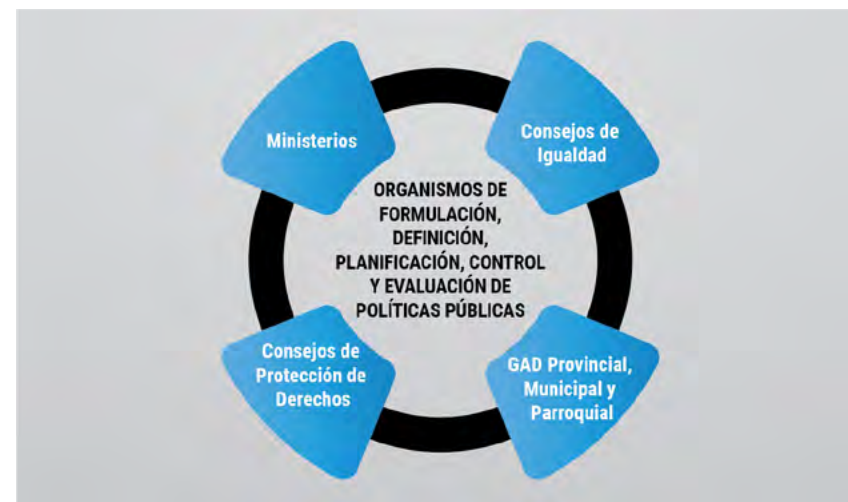 Ministerios
Consejos de
Igualdad
ORGANISMOS DE
FORMULACIÓN,
DEFINICIÓN,
PLANIFICACIÓN, CONTROL
Y EVALUACIÓN DE
POLÍTICAS PÚBLICAS
Consejos de
Protección de
Derechos
GAD Provincial,
Municipal y
Parroquial